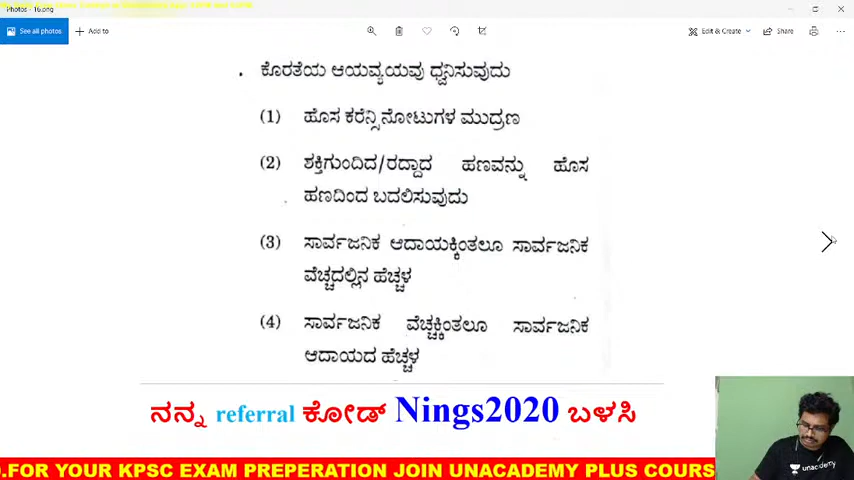 Photos - 16.png
See all photos
Add to
Edit & Create
Share
ಕೊರತೆಯ ಆಯವ್ಯಯವು ಧ್ವನಿಸುವುದು
(1) ಹೊಸ ಕರೆನ್ಸಿ ನೋಟುಗಳ ಮುದ್ರಣ
(2) ಶಕ್ತಿಗುಂದಿದ/ರದ್ದಾದ ಹಣವನ್ನು ಹೊಸ
ಹಣದಿಂದ ಬದಲಿಸುವುದು
(3) ಸಾರ್ವಜನಿಕ ಆದಾಯಕ್ಕಿಂತಲೂ ಸಾರ್ವಜನಿಕ
ವೆಚ್ಚದಲ್ಲಿನ ಹೆಚ್ಚಳ
(4) ಸಾರ್ವಜನಿಕ ವೆಚ್ಚಕ್ಕಿಂತಲೂ ಸಾರ್ವಜನಿಕ
ಆದಾಯದ ಹೆಚ್ಚಳ
ನನ್ನ referral ಕೋಡ್ Nings2020 ಬಳಸಿ
unacademy
.FOR YOUR KPSC EXAM PREPERATION JOIN UNACADEMY PLUS COURS